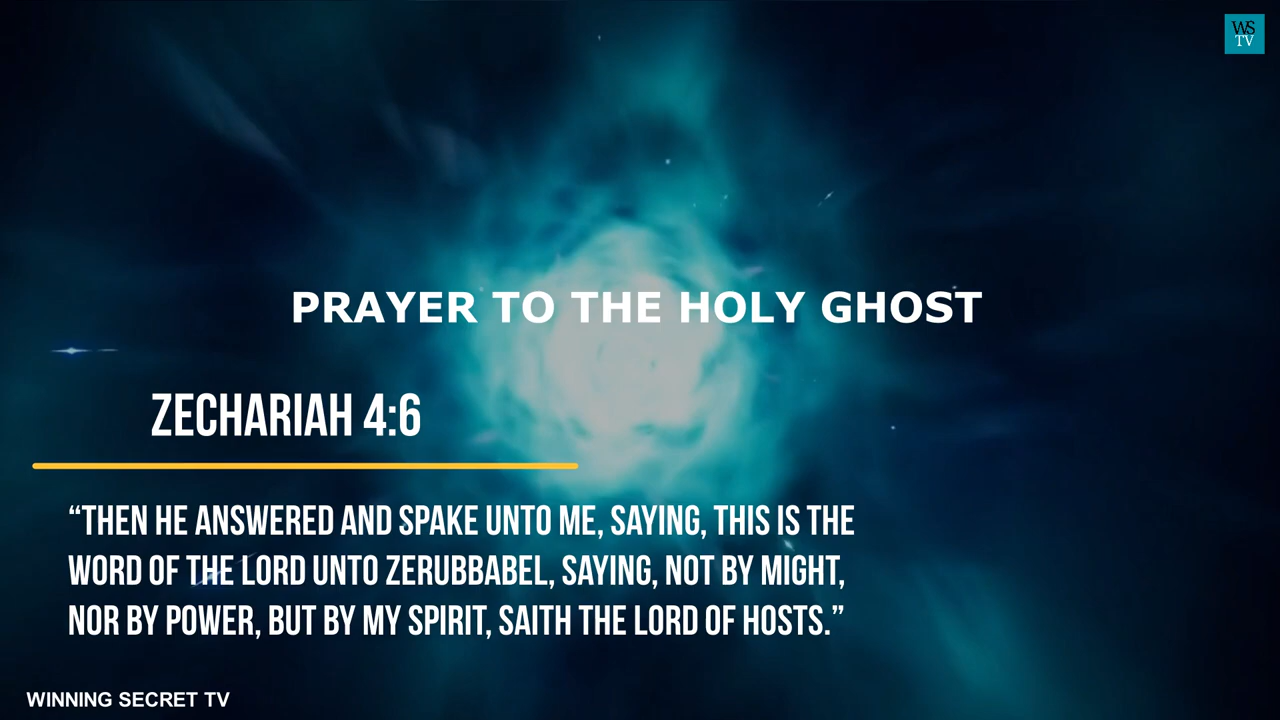 WS
TV
PRAYER TO THE HOLY GHOST
ZECHARIAH 4:6
“THEN HE ANSWERED AND SPAKE UNTO ME, SAYING, THIS IS THE
WORD OF THE LORD UNTO ZERUBBABEL, SAYING, NOT BY MIGHT,
NOR BY POWER, BUT BY MY SPIRIT, SAITH THE LORD OF HOSTS.”
WINNING SECRET TV